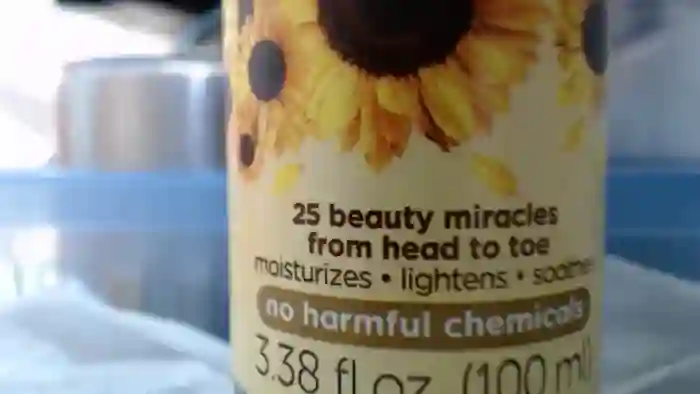 25 beauty miracles
from head to toe
moisturizes • lightens •
no harmful chemicals
3.38 fl oz (100 ml)